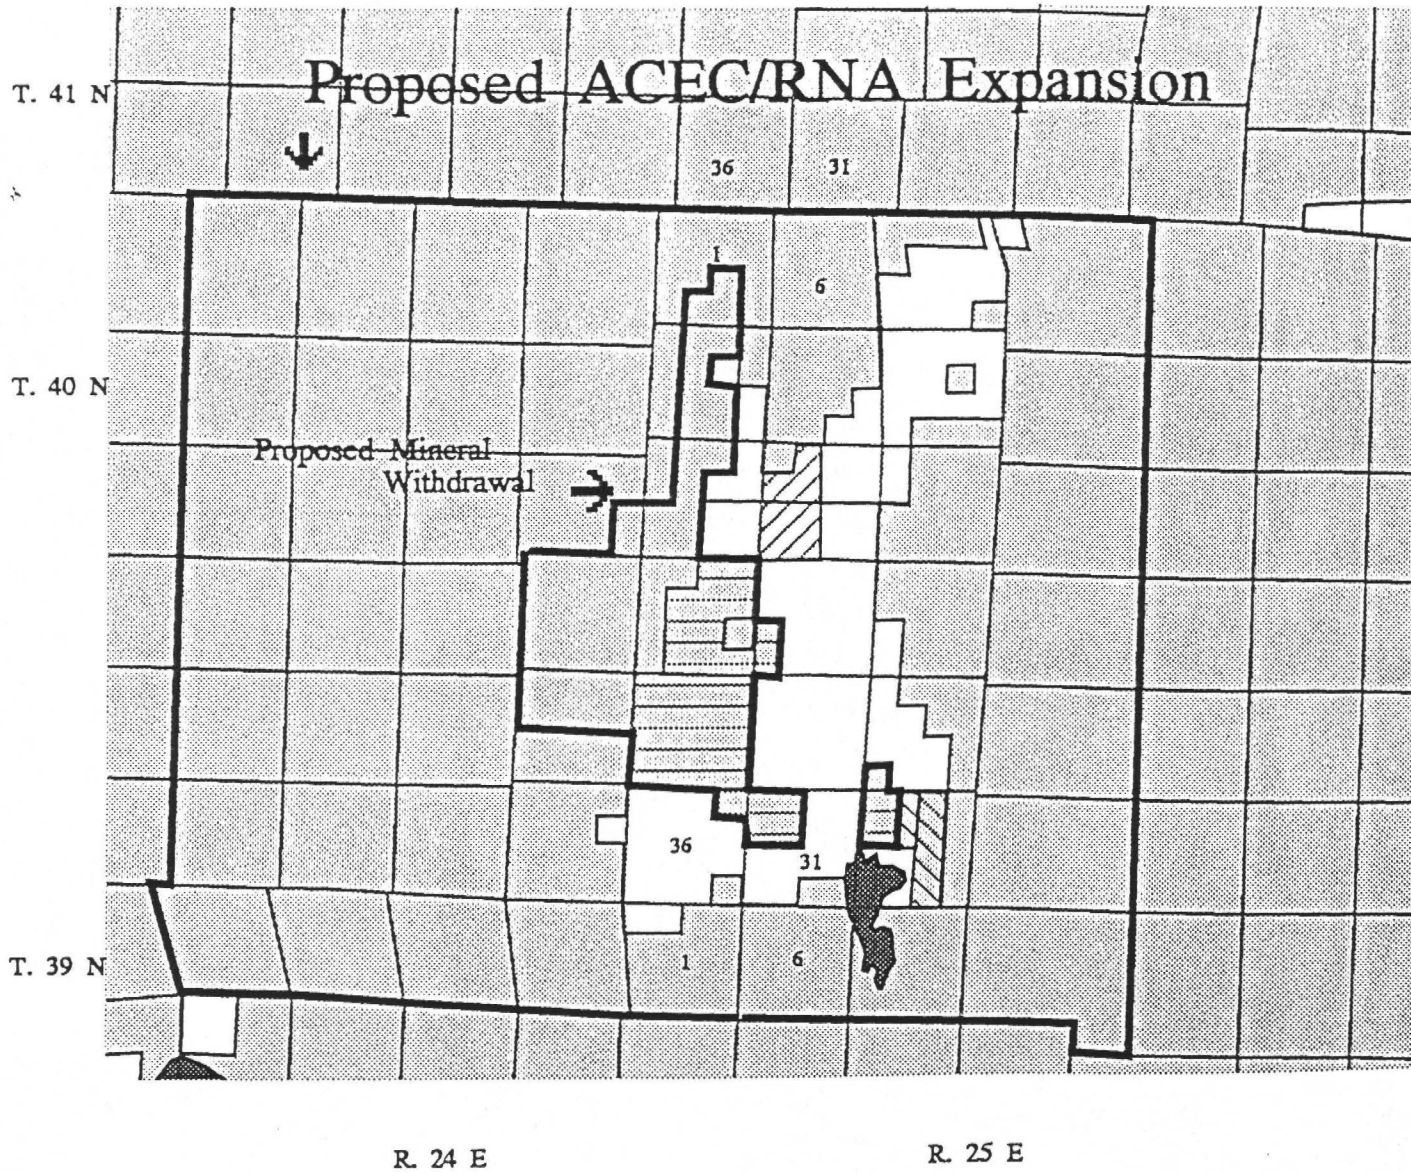 Proposed ACEC/RNA Expansion
T. 41 N
36 31
1
6
T. 40 N
Proposed Mineral
Withdrawal
36
31
T. 39 N
1 6
R. 24 E
R. 25 E